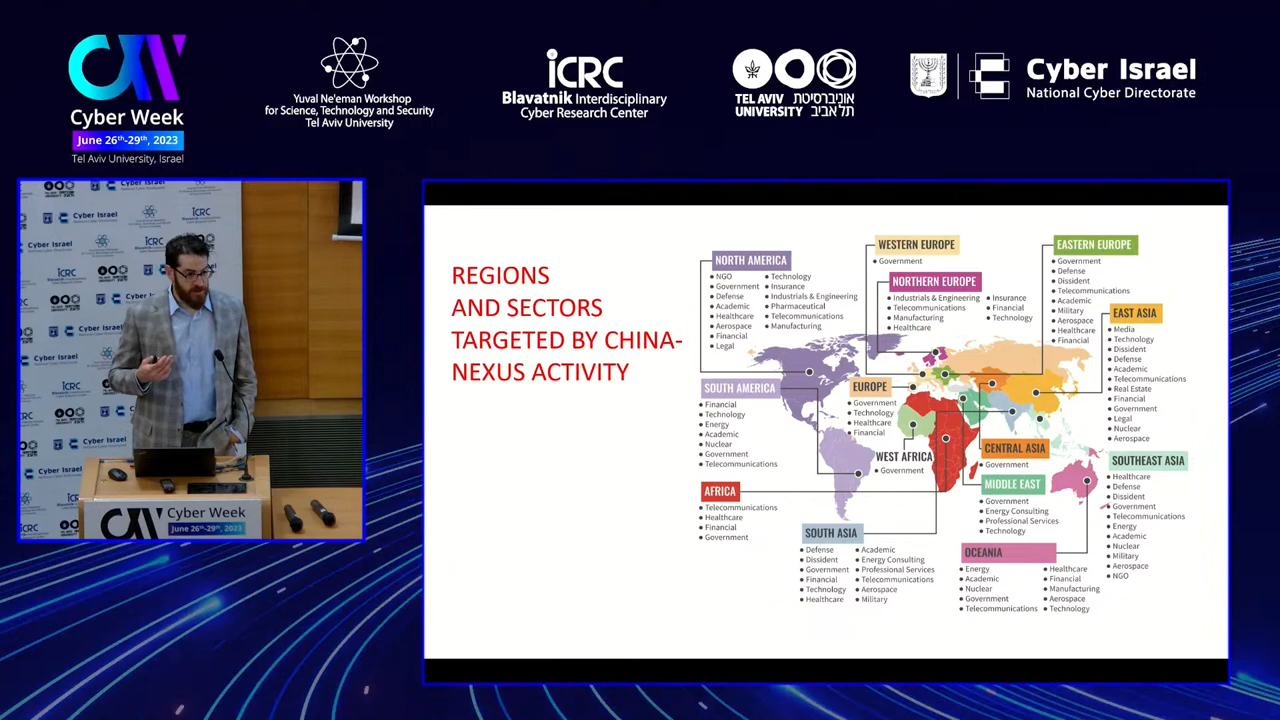 Cyber Week
June 26th-29th, 2023
Tel Aviv University, Israel
Yuval Ne'eman Workshop
for Science, Technology and Security
Tel Aviv University
iCRC
Blavatnik Interdisciplinary
Cyber Research Center
TEL AVIV אוניברסיטת
UNIVERSITY תל אביב
Cyber Israel
National Cyber Directorate
Cyber Israel
iCRC
Cyber Week
June 26th-29th, 2023
REGIONS
AND SECTORS
TARGETED BY CHINA-
NEXUS ACTIVITY
NORTH AMERICA
• NGO
• Government
• Defense
• Academic
• Healthcare
• Aerospace
• Financial
• Legal
• Technology
• Insurance
• Industrials & Engineering
• Pharmaceutical
• Telecommunications
• Manufacturing
WESTERN EUROPE
• Government
NORTHERN EUROPE
• Industrials & Engineering
• Telecommunications
• Manufacturing
• Healthcare
• Insurance
• Financial
• Technology
EASTERN EUROPE
• Government
• Defense
• Dissident
• Telecommunications
• Academic
• Military
• Aerospace
• Healthcare
• Financial
EAST ASIA
• Media
• Technology
• Dissident
• Defense
• Academic
• Telecommunications
• Real Estate
• Financial
• Government
• Legal
• Nuclear
• Aerospace
SOUTH AMERICA
• Financial
• Technology
• Energy
• Academic
• Nuclear
• Government
• Telecommunications
EUROPE
• Government
• Technology
• Healthcare
• Financial
WEST AFRICA
• Government
CENTRAL ASIA
• Government
SOUTHEAST ASIA
• Healthcare
• Defense
• Dissident
• Government
• Telecommunications
• Energy
• Academic
• Nuclear
• Military
• Aerospace
• NGO
AFRICA
• Telecommunications
• Healthcare
• Financial
• Government
MIDDLE EAST
• Government
• Energy Consulting
• Professional Services
• Technology
SOUTH ASIA
• Defense
• Dissident
• Government
• Financial
• Technology
• Healthcare
• Academic
• Energy Consulting
• Professional Services
• Telecommunications
• Aerospace
• Military
OCEANIA
• Energy
• Academic
• Nuclear
• Government
• Telecommunications
• Healthcare
• Financial
• Manufacturing
• Aerospace
• Technology